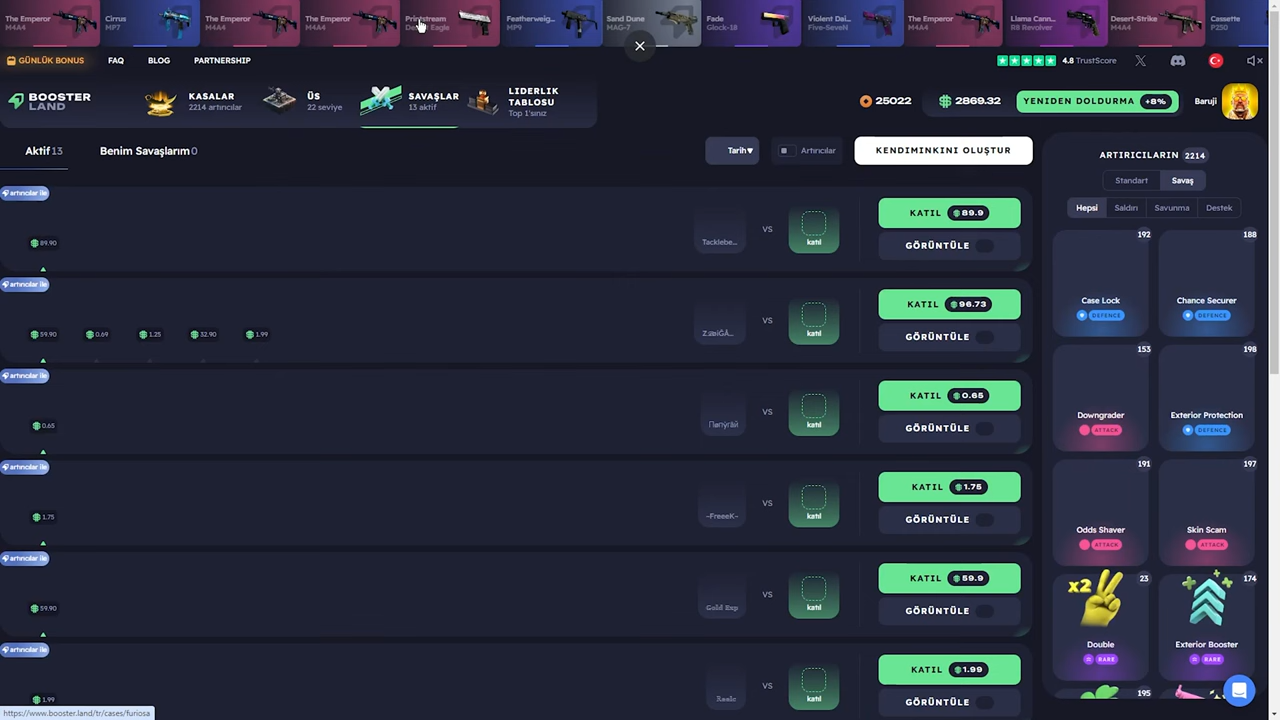 The Emperor
M4A4
Cirrus
MP7
The Emperor
M4A4
The Emperor
M4A4
Printstream
Desert Eagle
Featherweig...
MP9
Sand Dune
MAG-7
Fade
Glock-18
Violent Dai...
Five-SeveN
The Emperor
M4A4
Llama Cann...
R8 Revolver
Desert-Strike
M4A4
Cassette
P250
GÜNLÜK BONUS
FAQ
BLOG
PARTNERSHIP
4.8 TrustScore
BOOSTER
LAND
KASALAR
2214 artırıcılar
ÜS
22 seviye
SAVAŞLAR
13 aktif
LIDERLIK
TABLOSU
Top 1'sınız
25022
2869.32
YENIDEN DOLDURMA +8%
Baruji
Aktif 13
Benim Savaşlarım 0
Tarih▼
Artırıcılar
KENDIMINKINI OLUŞTUR
ARTIRICILARIN 2214
Standart
Savaş
Hepsi
Saldırı
Savunma
Destek
artırıcılar ile
89.90
Tacklebe...
VS
katıl
KATIL 89.9
GÖRÜNTÜLE
artırıcılar ile
59.90
0.69
1.25
32.90
1.99
VS
katıl
KATIL 96.73
GÖRÜNTÜLE
artırıcılar ile
0.65
VS
katıl
KATIL 0.65
GÖRÜNTÜLE
artırıcılar ile
1.75
~FreeeK~
VS
katıl
KATIL 1.75
GÖRÜNTÜLE
artırıcılar ile
59.90
VS
katıl
KATIL 59.9
GÖRÜNTÜLE
artırıcılar ile
1.99
VS
katıl
KATIL 1.99
GÖRÜNTÜLE
192
Case Lock
DEFENCE
188
Chance Securer
DEFENCE
153
Downgrader
ATTACK
198
Exterior Protection
DEFENCE
191
Odds Shaver
ATTACK
197
Skin Scam
ATTACK
23
x2
Double
RARE
174
Exterior Booster
RARE
195
https://www.booster.land/tr/cases/furiosa